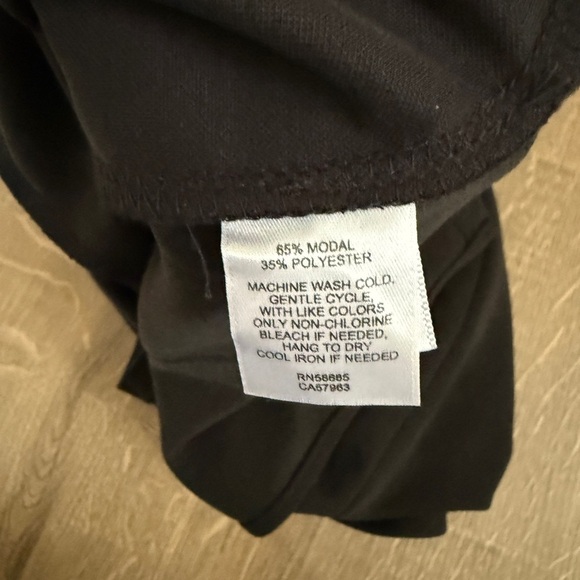 65% MODAL
35% POLYESTER
MACHINE WASH COLD,
GENTLE CYCLE,
WITH LIKE COLORS
ONLY NON-CHLORINE
BLEACH IF NEEDED,
HANG TO DRY
COOL IRON IF NEEDED
RN58685
CA57963